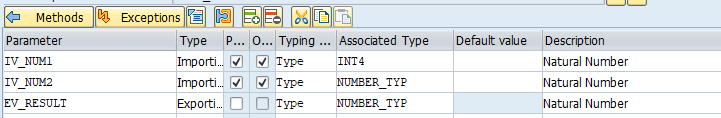 Methods Exceptions
Parameter Type P... O... Typing ... Associated Type Default value Description
IV_NUM1 Importi... Type INT4 Natural Number
IV_NUM2 Importi... Type NUMBER_TYP Natural Number
EV_RESULT Exporti... Type NUMBER_TYP Natural Number